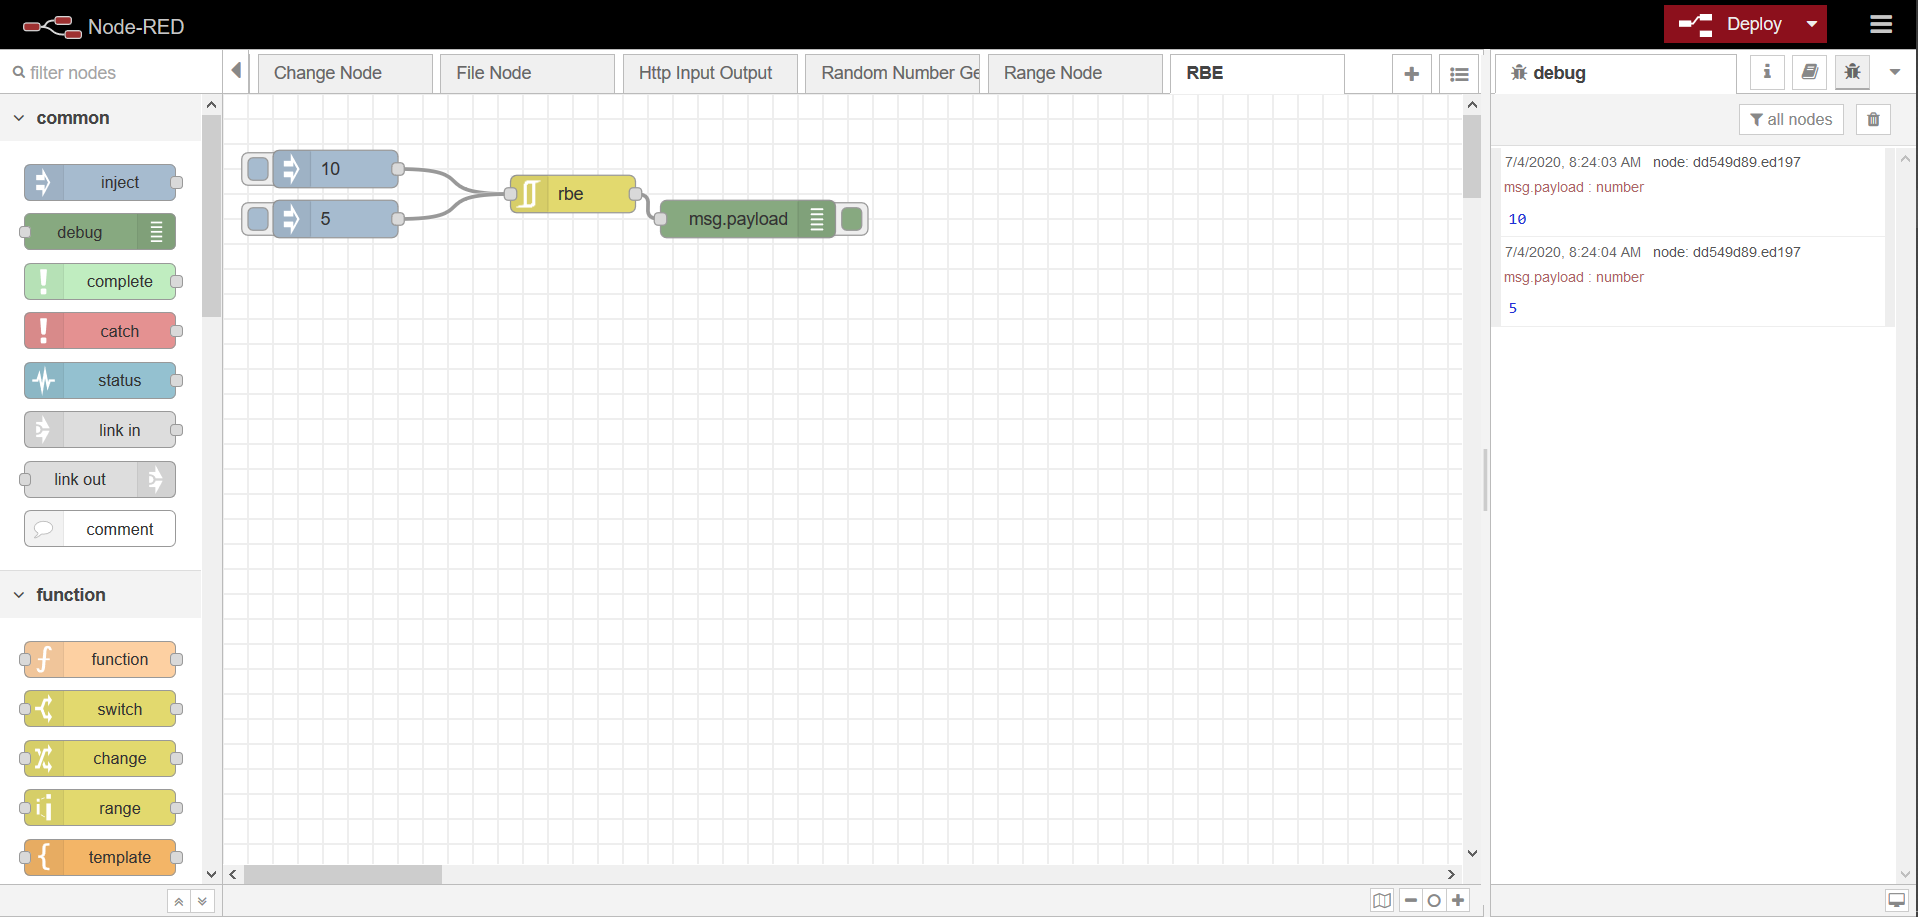 Node-RED
Deploy
filter nodes
Change Node
File Node
Http Input Output
Random Number Ge
Range Node
RBE
debug
i
all nodes
common
inject
debug
complete
catch
status
link in
link out
comment
function
function
switch
change
range
template
10
5
rbe
msg.payload
7/4/2020, 8:24:03 AM node: dd549d89.ed197
msg.payload : number
10
7/4/2020, 8:24:04 AM node: dd549d89.ed197
msg.payload : number
5